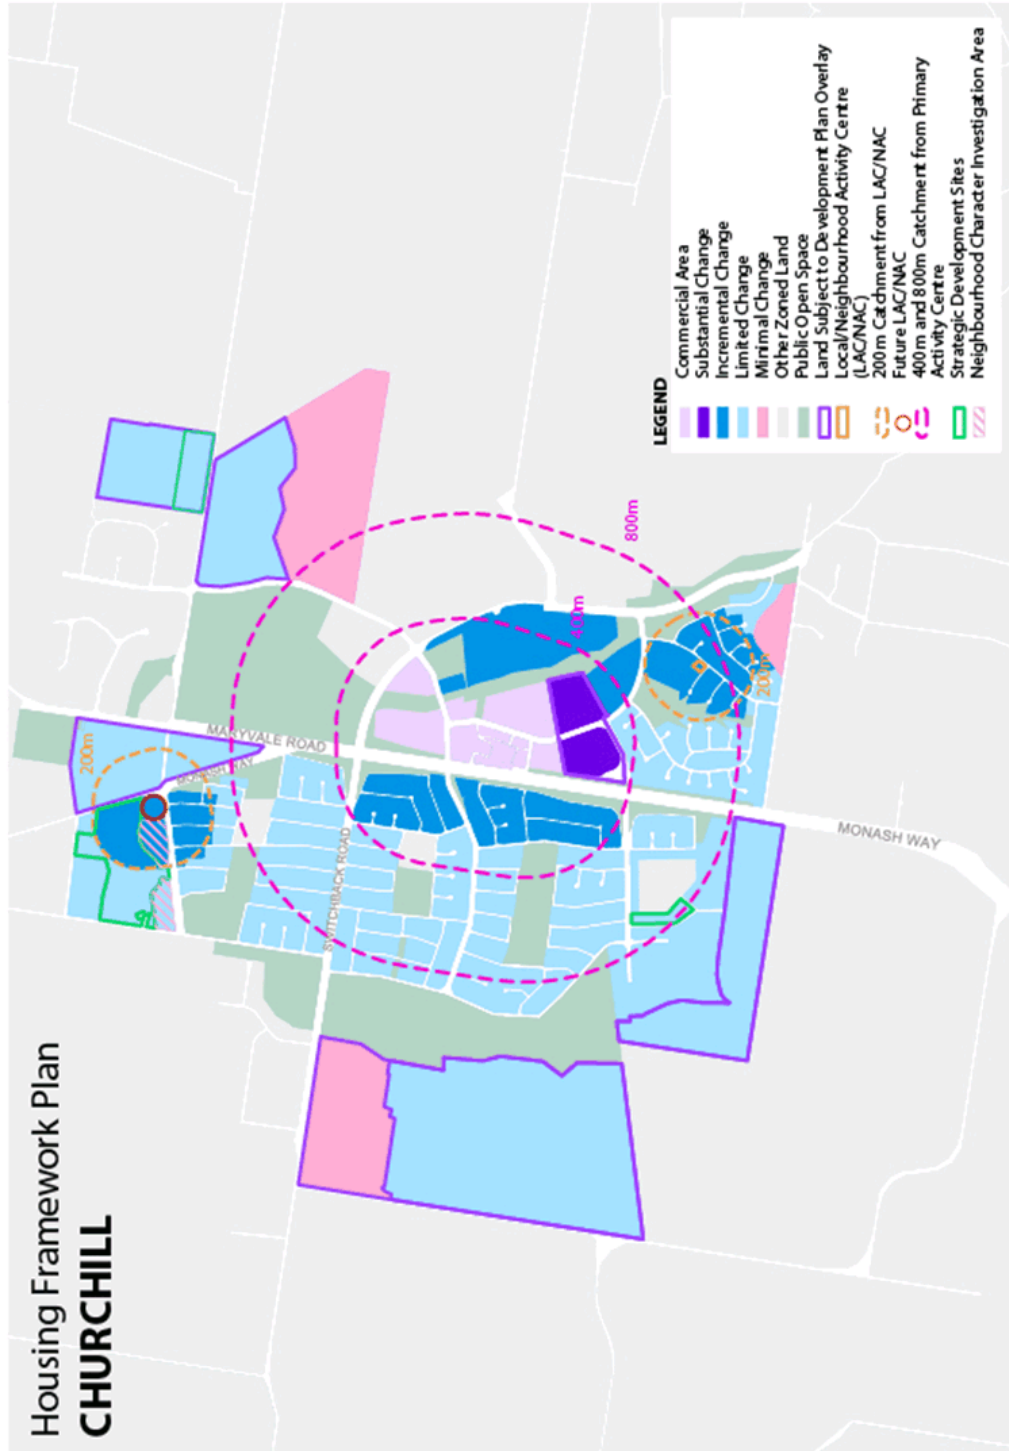 Housing Framework Plan
CHURCHILL
LEGEND
Commercial Area
Substantial Change
Incremental Change
Limited Change
Minimal Change
Other Zoned Land
Public Open Space
Land Subject to Development Plan Overlay
Local/Neighbourhood Activity Centre
(LAC/NAC)
200m Catchment from LAC/NAC
Future LAC/NAC
400m and 800m Catchment from Primary
Activity Centre
Strategic Development Sites
Neighbourhood Character Investigation Area
200m
MARYVALE ROAD
MONASH WAY
SWITCHBACK ROAD
400m
800m
200m
MONASH WAY